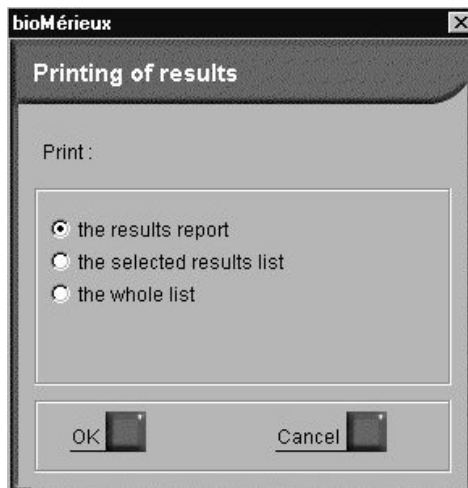 bioMérieux
Printing of results
Print :
the results report
the selected results list
the whole list
OK
Cancel